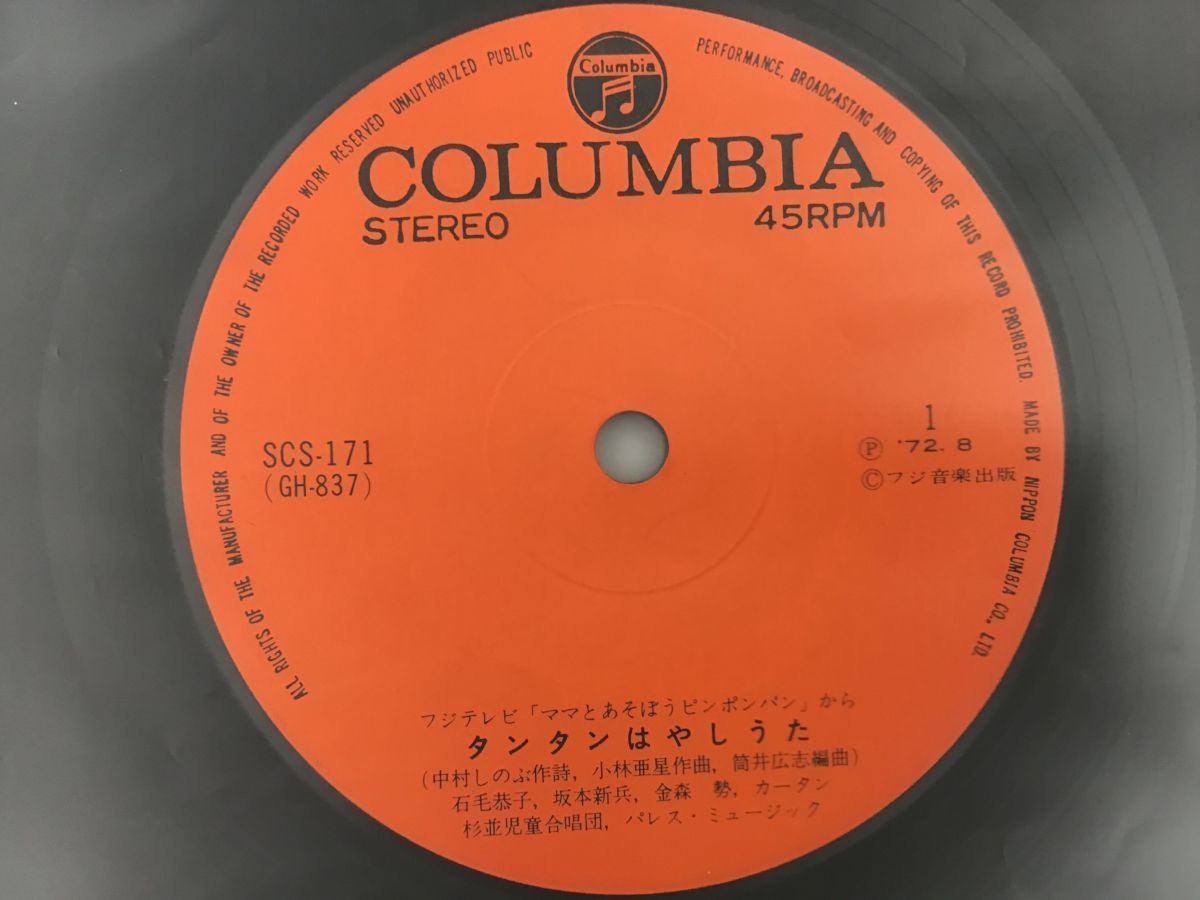 ALL RIGHTS OF THE MANUFACTURER AND OF THE OWNER OF THE RECORDED WORK RESERVED UNAUTHORIZED PUBLIC PERFORMANCE, BROADCASTING AND COPYING OF THIS RECORD PROHIBITED. MADE BY NIPPON COLUMBIA CO., LTD.
Columbia
COLUMBIA
STEREO 45RPM
SCS-171
(GH-837)
1
Ⓟ '72. 8
©フジ音楽出版
フジテレビ「ママとあそぼうピンポンパン」から
タンタンはやしうた
(中村しのぶ作詩, 小林亜星作曲, 筒井広志編曲)
石毛恭子, 坂本新兵, 金森 勢, カータン
杉並児童合唱団, パレス・ミュージック